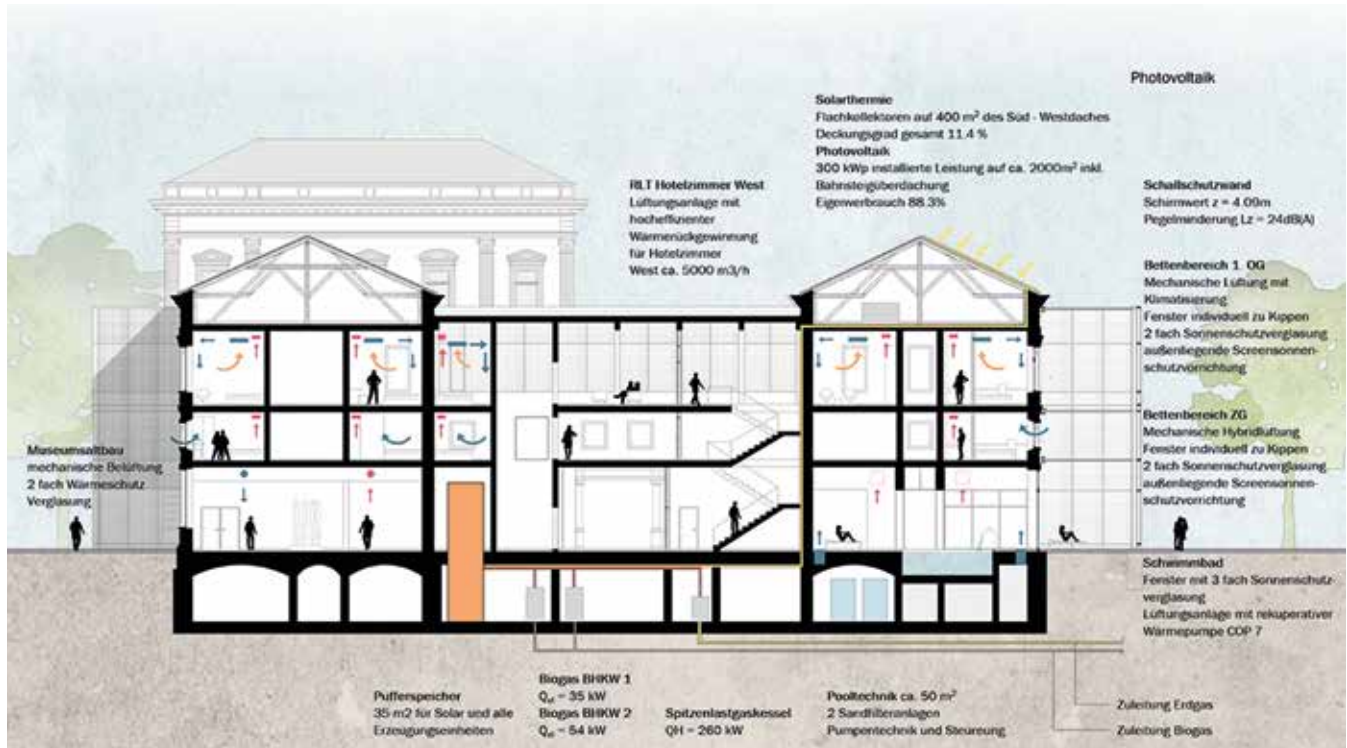 Photovoltaik
Solarthermie
Flachkollektoren auf 400 m² des Süd - Westdaches
Deckungsgrad gesamt 11.4 %
Photovoltaik
300 kWp installierte Leistung auf ca. 2000m² inkl.
Bahnsteigüberdachung
Eigenverbrauch 88.3%
RLT Hotelzimmer West
Lüftungsanlage mit
hocheffizienter
Wärmerückgewinnung
für Hotelzimmer
West ca. 5000 m3/h
Schallschutzwand
Schirmwert z = 4.00m
Pegelminderung Lz = 24dB(A)
Bettenbereich 1. OG
Mechanische Lüftung mit
Klimatisierung
Fenster individuell zu Kippen
2 fach Sonnenschutzverglasung
außenliegende Screensonnen-
schutzvorrichtung
Bettenbereich ZG
Mechanische Hybridlüftung
Fenster individuell zu Kippen
2 fach Sonnenschutzverglasung
außenliegende Screensonnen-
schutzvorrichtung
Museumsaltbau
mechanische Belüftung
2 fach Wärmeschutz
Verglasung
Schwimmbad
Fenster mit 3 fach Sonnenschutz-
verglasung
Lüftungsanlage mit rekuperativer
Wärmepumpe COP 7
Pufferspeicher
35 m2 für Solar und alle
Erzeugungseinheiten
Biogas BHKW 1
= 35 kW
Biogas BHKW 2
= 54 kW
Spitzenlastgaskessel
QH = 260 kW
Pooltechnik ca. 50 m²
2 Sandfilteranlagen
Pumpentechnik und Steureung
Zuleitung Erdgas
Zuleitung Biogas